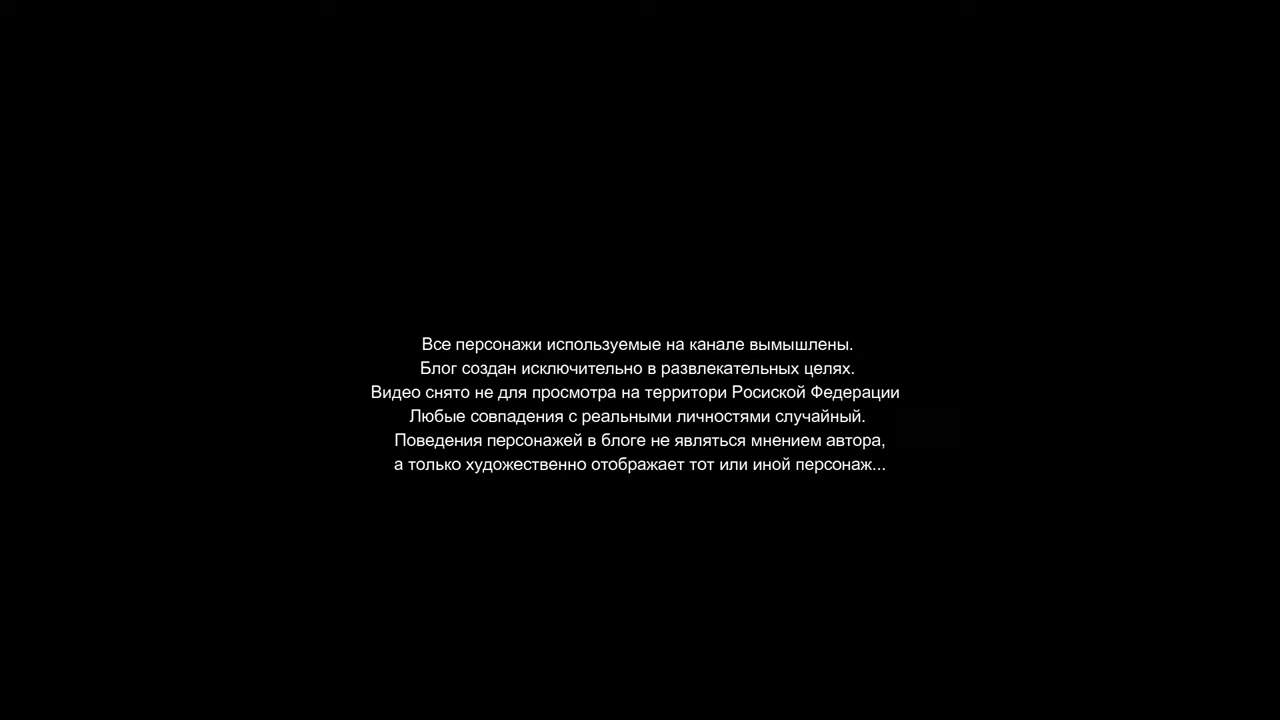 Все персонажи используемые на канале вымышлены.
Блог создан исключительно в развлекательных целях.
Видео снято не для просмотра на территори Росиской Федерации
Любые совпадения с реальными личностями случайный.
Поведения персонажей в блоге не являться мнением автора,
а только художественно отображает тот или иной персонаж...